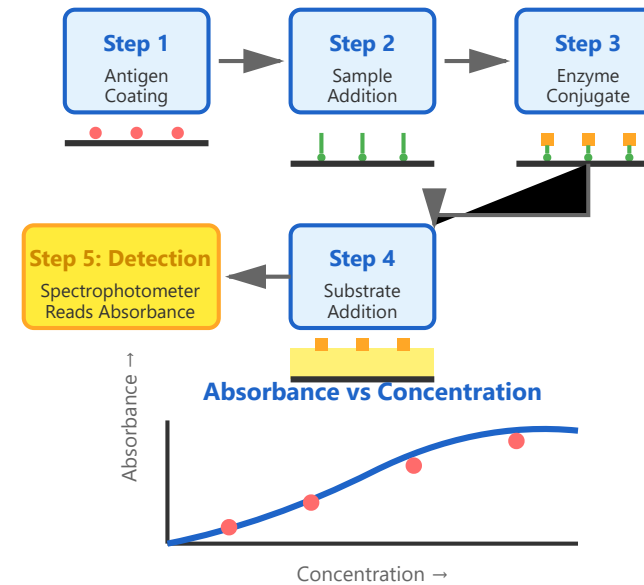 Step 1
Antigen
Coating
Step 2
Sample
Addition
Step 3
Enzyme
Conjugate
Step 4
Substrate
Addition
Step 5: Detection
Spectrophotometer
Reads Absorbance
Absorbance vs Concentration
Absorbance →
Concentration →